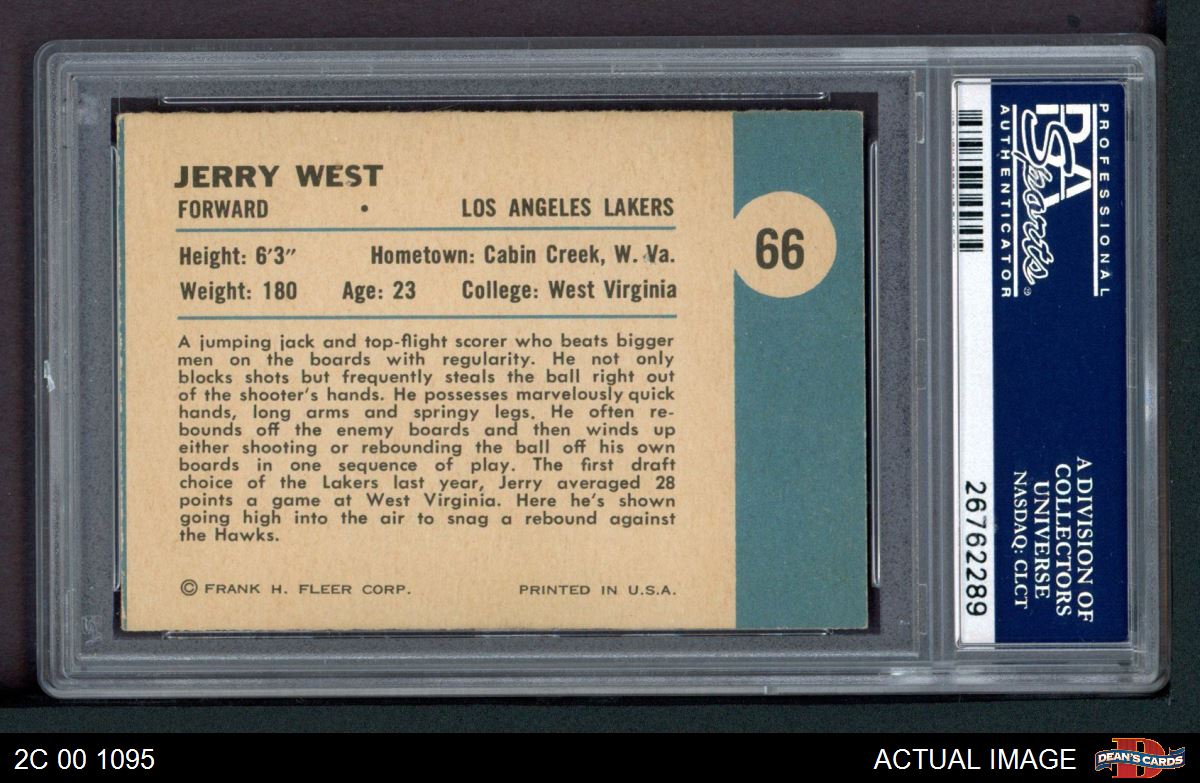 JERRY WEST
FORWARD • LOS ANGELES LAKERS
Height: 6'3" Hometown: Cabin Creek, W. Va.
Weight: 180 Age: 23 College: West Virginia
A jumping jack and top-flight scorer who beats bigger
men on the boards with regularity. He not only
blocks shots but frequently steals the ball right out
of the shooter's hands. He possesses marvelously quick
hands, long arms and springy legs. He often re-
bounds off the enemy boards and then winds up
either shooting or rebounding the ball off his own
boards in one sequence of play. The first draft
choice of the Lakers last year, Jerry averaged 28
points a game at West Virginia. Here he's shown
going high into the air to snag a rebound against
the Hawks.
© FRANK H. FLEER CORP. PRINTED IN U.S.A.
66
PROFESSIONAL
PSA
Sports®
AUTHENTICATOR
A DIVISION OF
COLLECTORS
UNIVERSE
NASDAQ: CLCT
26762289
2C 00 1095
ACTUAL IMAGE
D
DEAN'S CARDS